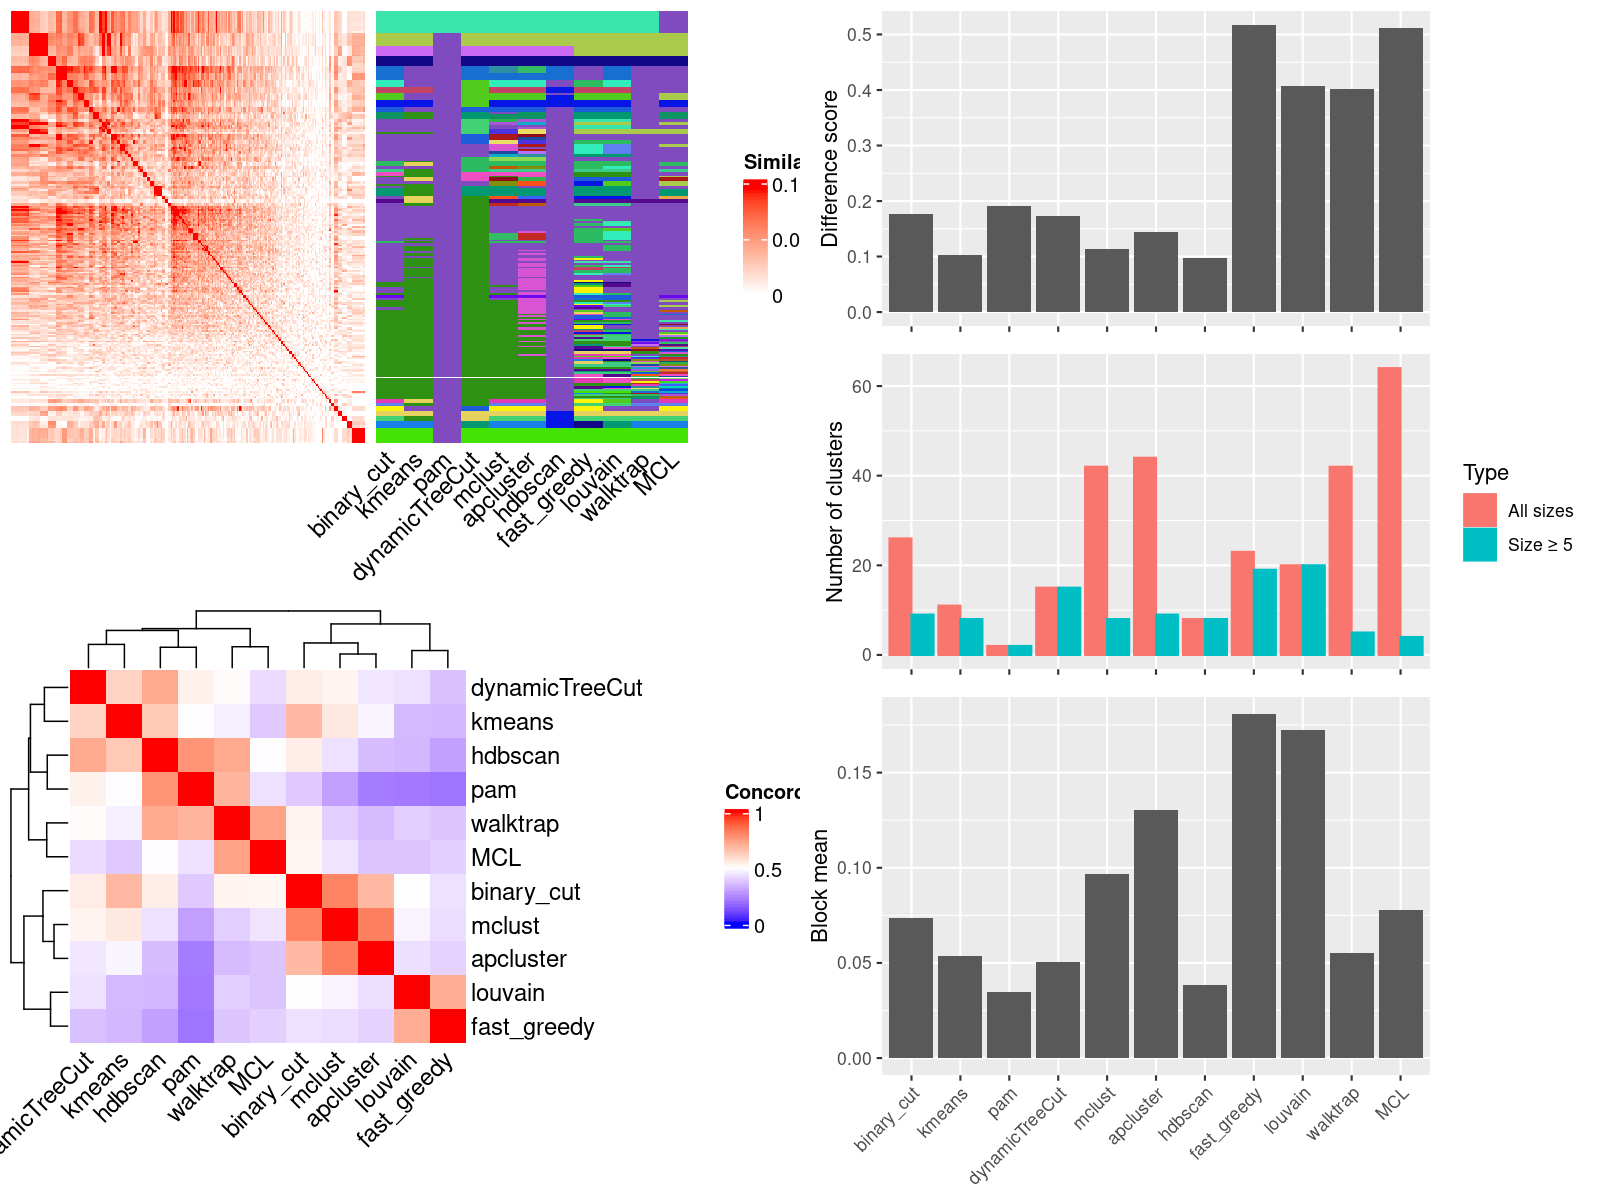 Simila
0.1
0.0
0
binary_cut
kmeans
pam
dynamicTreeCut
mclust
apcluster
hdbscan
fast_greedy
louvain
walktrap
MCL
dynamicTreeCut
kmeans
hdbscan
pam
walktrap
MCL
binary_cut
mclust
apcluster
louvain
fast_greedy
amicTreeCut
kmeans
hdbscan
pam
walktrap
MCL
binary_cut
mclust
apcluster
louvain
fast_greedy
Concord
1
0.5
0
Difference score
0.5
0.4
0.3
0.2
0.1
0.0
Number of clusters
60
40
20
0
Type
All sizes
Size ≥ 5
Block mean
0.15
0.10
0.05
0.00
binary_cut
kmeans
pam
dynamicTreeCut
mclust
apcluster
hdbscan
fast_greedy
louvain
walktrap
MCL